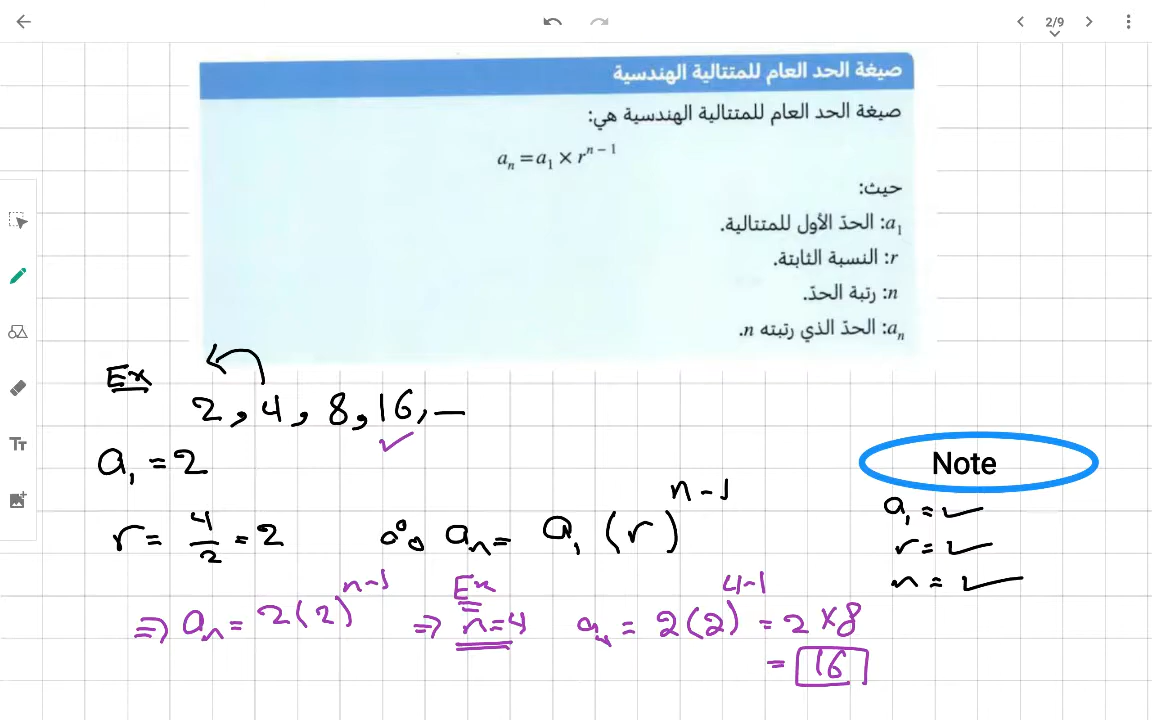 2/9
صيغة الحد العام للمتتالية الهندسية
صيغة الحد العام للمتتالية الهندسية هي:
aₙ = a₁ × rⁿ⁻¹
حيث:
a₁: الحدّ الأول للمتتالية.
r: النسبة الثابتة.
n: رتبة الحدّ.
aₙ: الحدّ الذي رتبته n.
Ex
2 , 4 , 8 , 16 , —
a₁ = 2
r = 4/2 = 2 ∴ aₙ = a₁ (r)ⁿ⁻¹
⇒ aₙ = 2(2)ⁿ⁻¹ ⇒ Ex n=4 a₄ = 2(2)⁴⁻¹ = 2×8
= 16
Note
a₁ = ✓
r = ✓
n = ✓
Tт